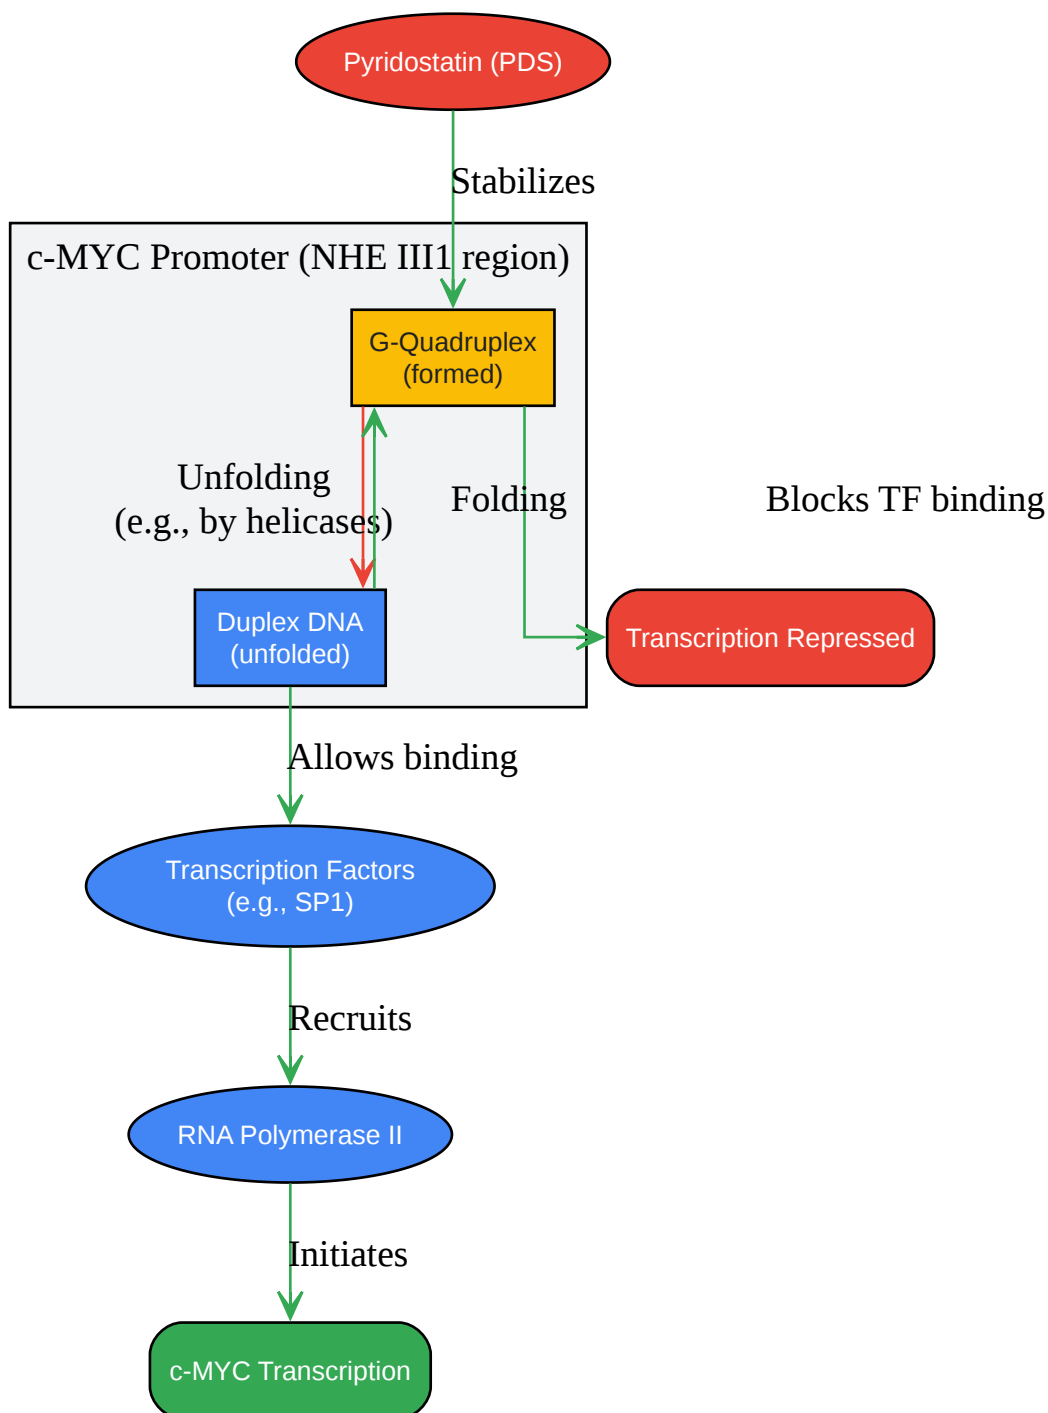 Pyridostatin (PDS)
Stabilizes
c-MYC Promoter (NHE III1 region)
G-Quadruplex
(formed)
Unfolding
(e.g., by helicases)
Folding
Blocks TF binding
Duplex DNA
(unfolded)
Transcription Repressed
Allows binding
Transcription Factors
(e.g., SP1)
Recruits
RNA Polymerase II
Initiates
c-MYC Transcription